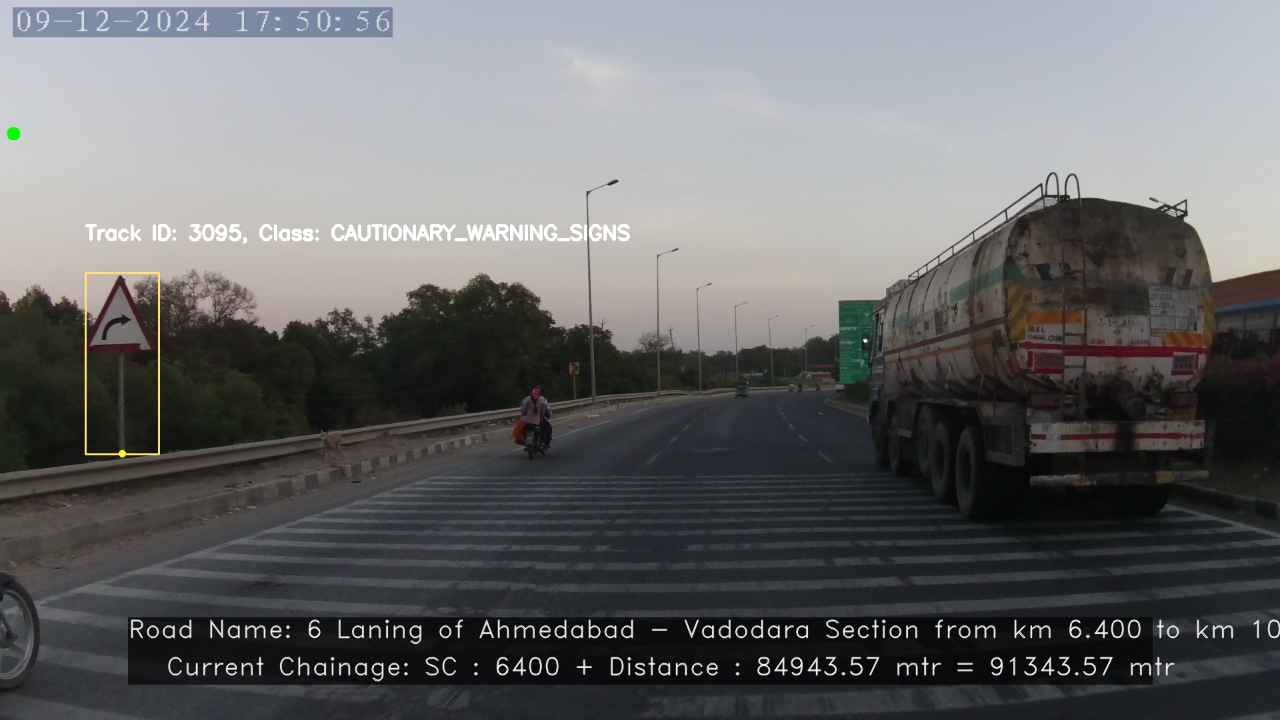 09-12-2024 17:50:56
Track ID: 3095, Class: CAUTIONARY_WARNING_SIGNS
Road Name: 6 Laning of Ahmedabad - Vadodara Section from km 6.400 to km 10
Current Chainage: SC : 6400 + Distance : 84943.57 mtr = 91343.57 mtr